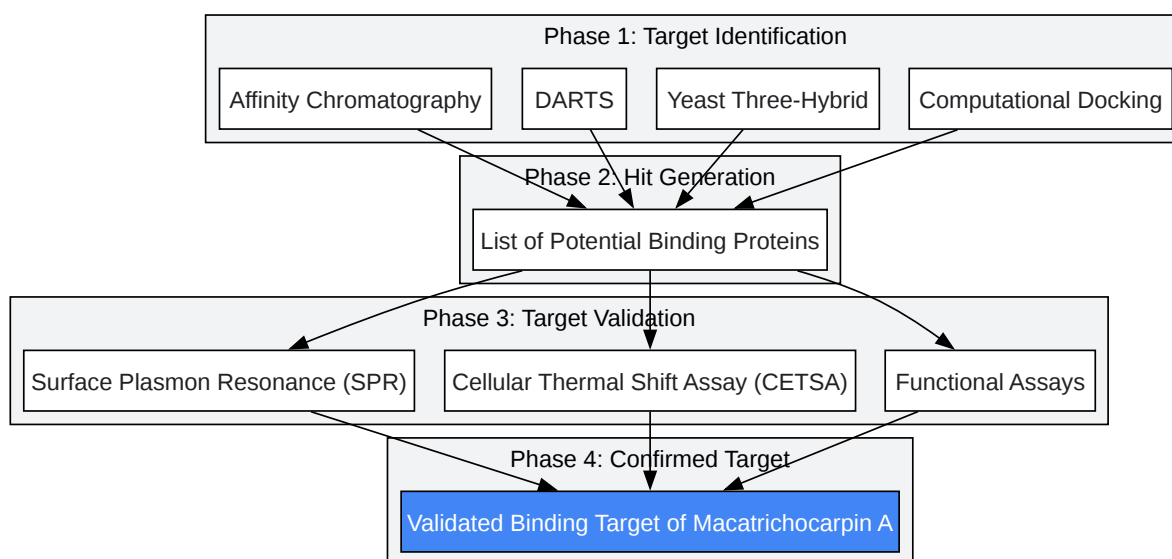 Phase 1: Target Identification
Affinity Chromatography
DARTS
Yeast Three-Hybrid
Computational Docking
Phase 2: Hit Generation
List of Potential Binding Proteins
Phase 3: Target Validation
Surface Plasmon Resonance (SPR)
Cellular Thermal Shift Assay (CETSA)
Functional Assays
Phase 4: Confirmed Target
Validated Binding Target of Macatrichocarpin A